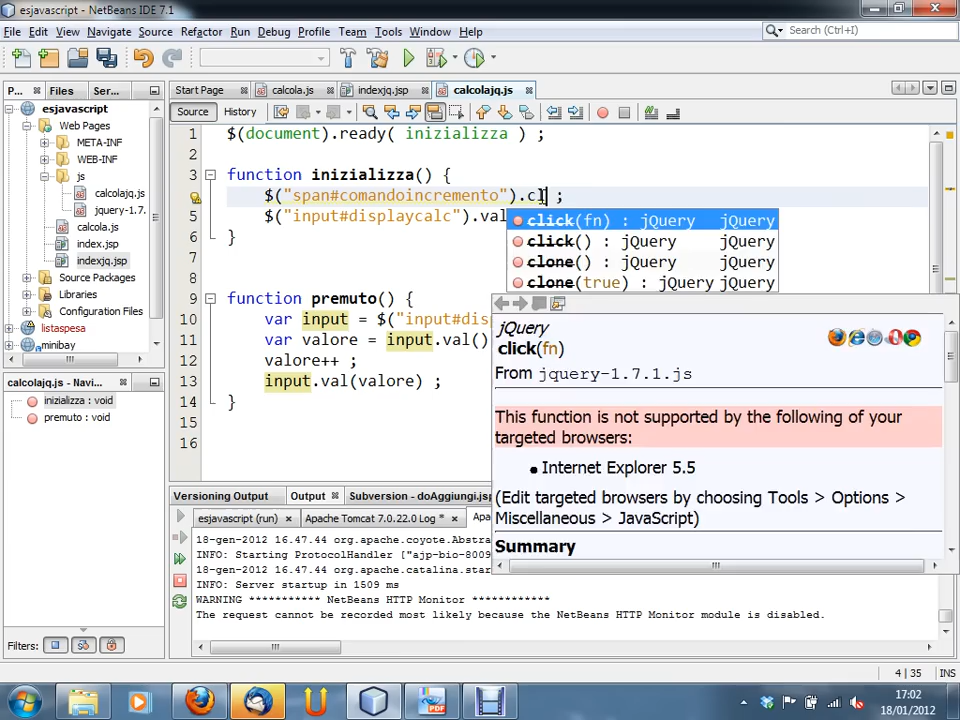 esjavascript - NetBeans IDE 7.1
File Edit View Navigate Source Refactor Run Debug Profile Team Tools Window Help
Search (Ctrl+I)
P... Files Ser...
Start Page calcola.js indexjq.jsp calcolajq.js
Source History
esjavascript
Web Pages
META-INF
WEB-INF
js
calcolajq.js
jquery-1.7.
calcola.js
index.jsp
indexjq.jsp
Source Packages
Libraries
Configuration Files
listaspesa
minibay
1 $(document).ready( inizializza ) ;
2
3 function inizializza() {
$("span#comandoincremento").cl ;
5 $("input#displaycalc").val
6 }
7
8
9 function premuto() {
10 var input = $("input#dis
11 var valore = input.val()
12 valore++ ;
13 input.val(valore) ;
14 }
15
16
click(fn) : jQuery jQuery
click() : jQuery jQuery
clone() : jQuery jQuery
clone(true) : jQuery jQuery
jQuery
click(fn)
From jquery-1.7.1.js
This function is not supported by the following of your
targeted browsers:
Internet Explorer 5.5
(Edit targeted browsers by choosing Tools > Options >
Miscellaneous > JavaScript)
Summary
calcolajq.js - Navi...
inizializza : void
premuto : void
Filters:
Versioning Output Output Subversion - doAggiungi.jsp
esjavascript (run) Apache Tomcat 7.0.22.0 Log * Apa
18-gen-2012 16.47.44 org.apache.coyote.Abstra
INFO: Starting ProtocolHandler ["ajp-bio-8009
18-gen-2012 16.47.44 org.apache.catalina.star
INFO: Server startup in 1509 ms
WARNING *********** NetBeans HTTP Monitor ************
The request cannot be recorded most likely because the NetBeans HTTP Monitor module is disabled.
4 | 35 INS
PDF
17:02
18/01/2012